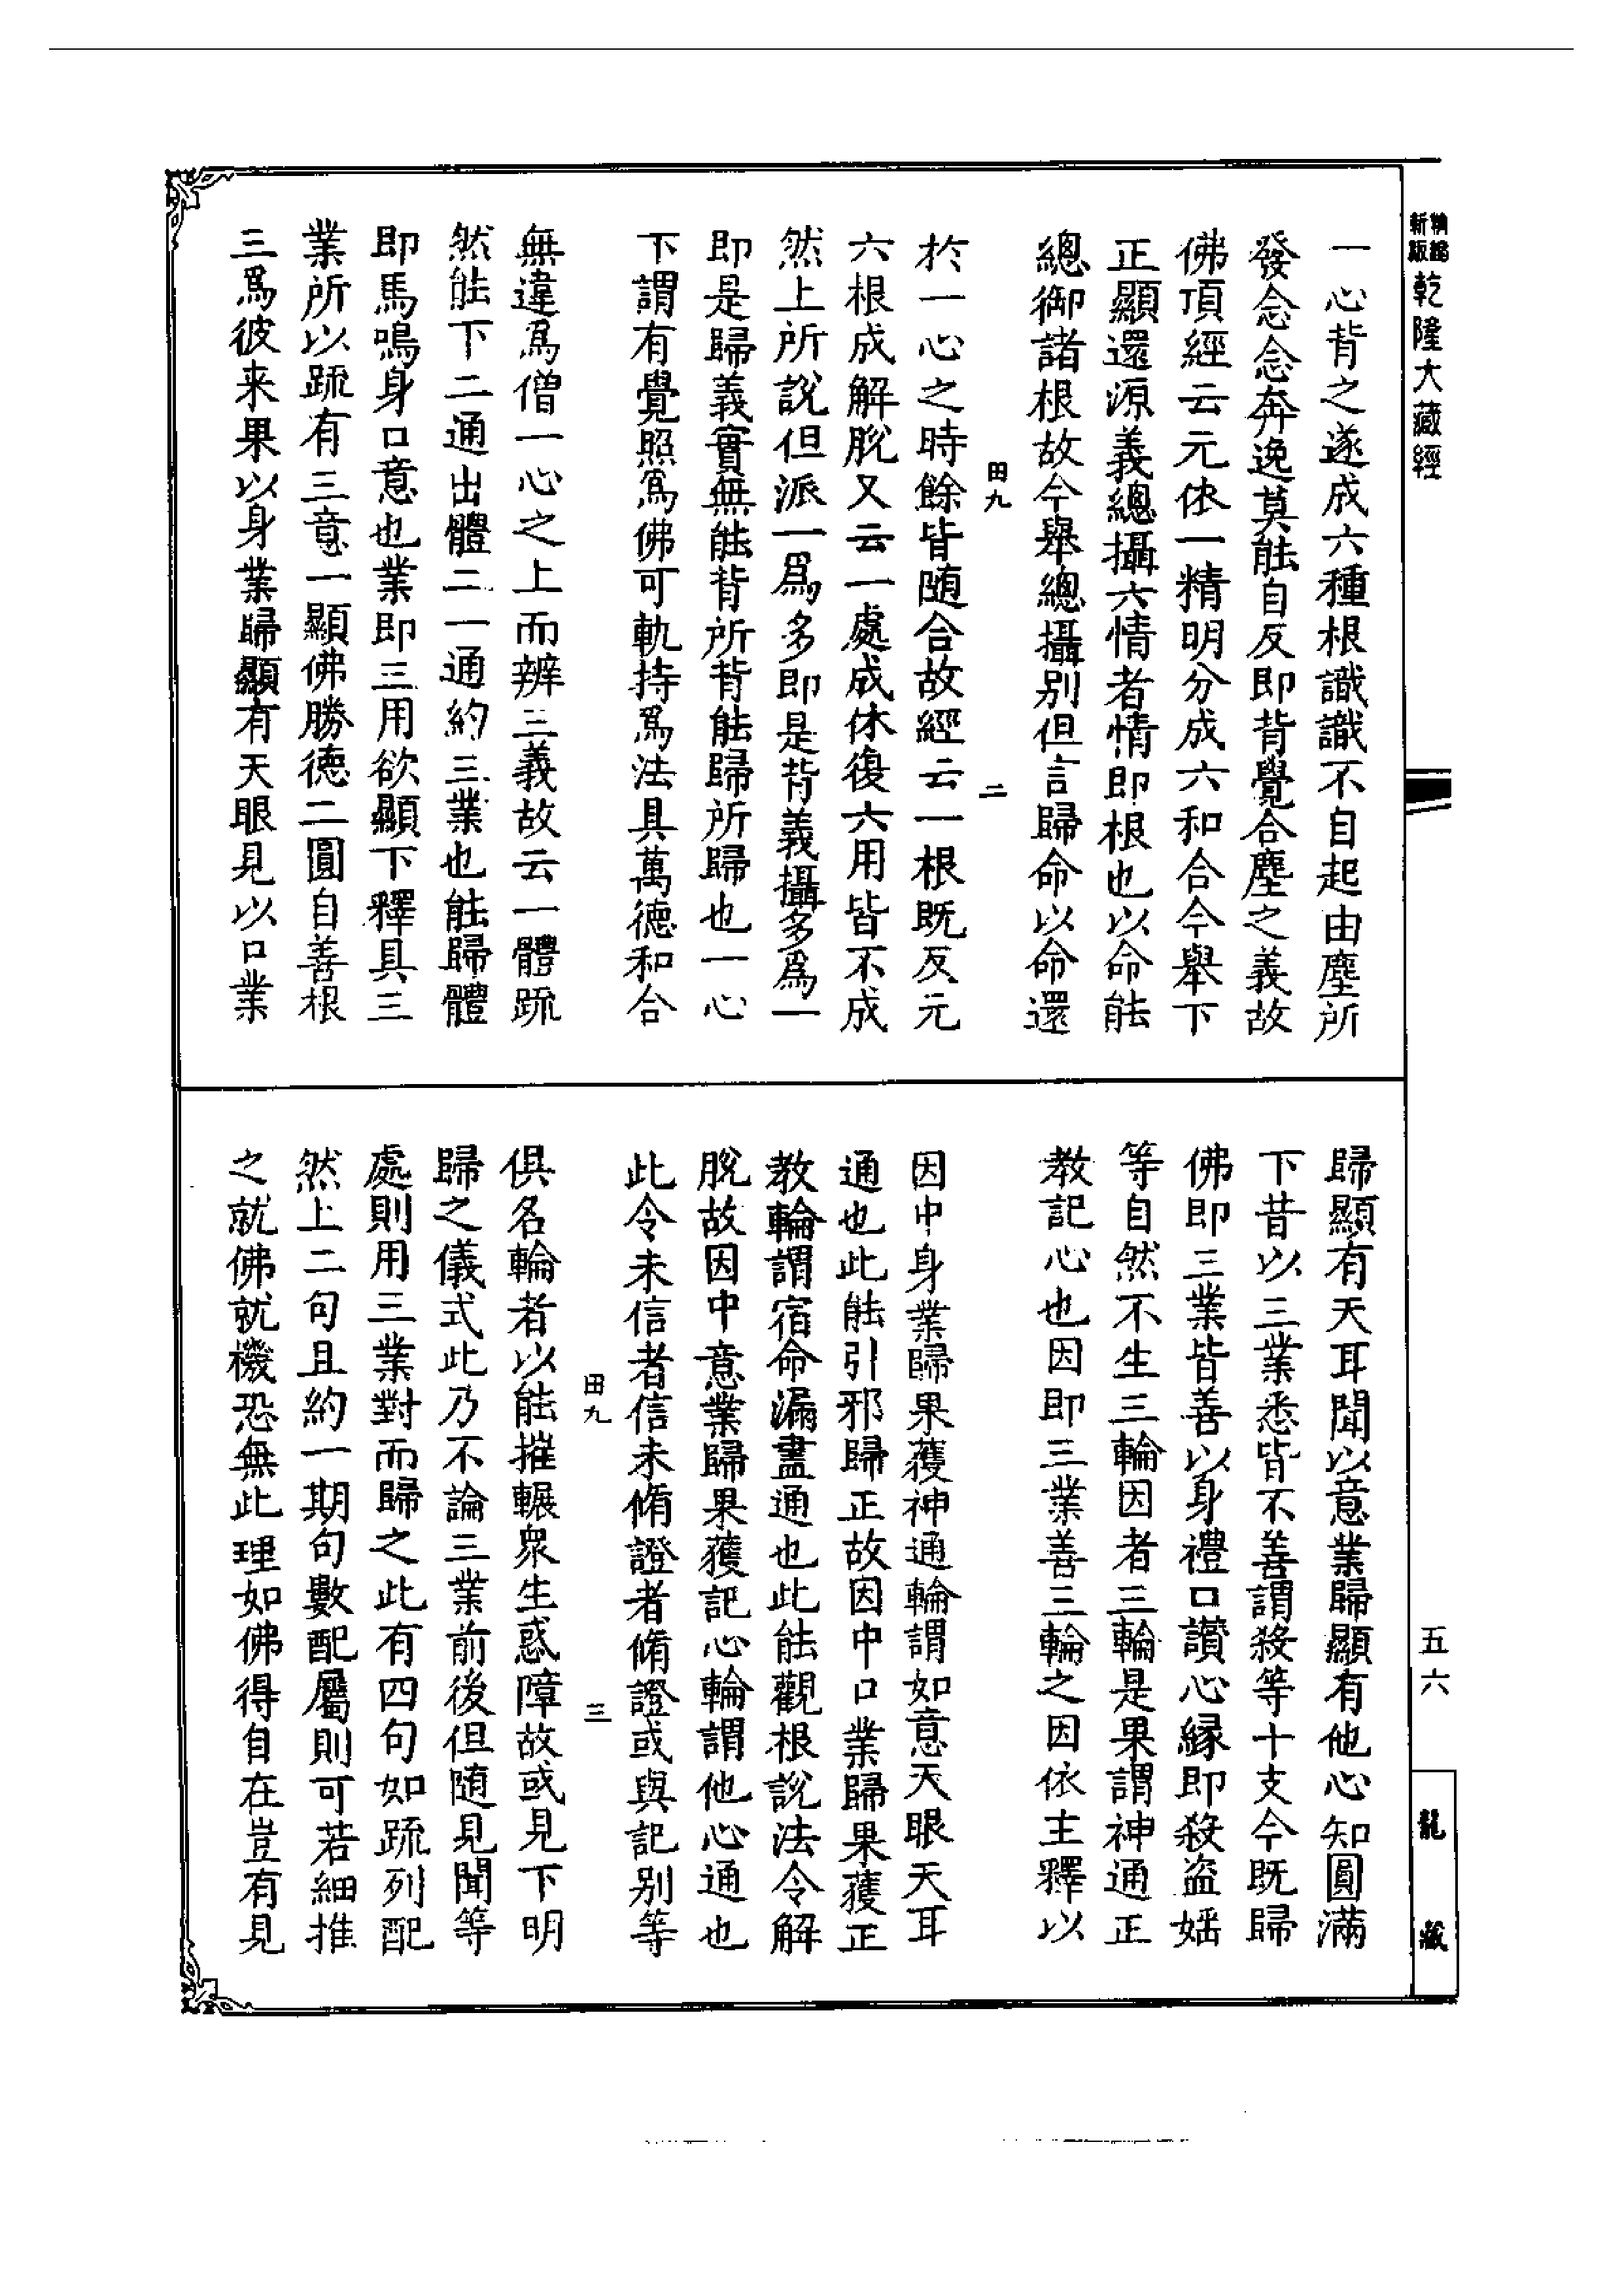 新編
縮版
乾隆大藏經
一心背之遂成六種根識識不自起由塵所
發念念奔逸莫能自反即背覺合塵之義故
佛頂經云元依一精明分成六和合今舉下
正顯還源義總攝六情者情即根也以命能
總御諸根故今舉總攝別但言歸命以命還
田九
二
於一心之時餘皆隨合故經云一根既反元
六根成解脫又云一處成休復六用皆不成
然上所說但派一爲多即是背義攝多爲一
即是歸義實無能背所背能歸所歸也一心
下謂有覺照爲佛可軌持爲法具萬德和合
無違爲僧一心之上而辨三義故云一體疏
然能下二通出體二一通約三業也能歸體
即馬鳴身口意也業即三用欲顯下釋具三
業所以疏有三意一顯佛勝德二圓自善根
三爲彼来果以身業歸顯有天眼見以口業
歸顯有天耳聞以意業歸顯有他心知圓滿
下昔以三業悉皆不善謂殺等十支今既歸
佛即三業皆善以身禮口讚心緣即殺盜婬
等自然不生三輪因者三輪是果謂神通正
教記心也因即三業善三輪之因依主釋以
因中身業歸果獲神通輪謂如意天眼天耳
通也此能引邪歸正故因中口業歸果獲正
教輪謂宿命漏盡通也此能觀根說法令解
脫故因中意業歸果獲記心輪謂他心通也
此令未信者信未脩證者脩證或與記別等
田九
三
俱名輪者以能摧輾衆生惑障故或見下明
歸之儀式此乃不論三業前後但隨見聞等
處則用三業對而歸之此有四句如疏列配
然上二句且約一期句數配屬則可若細推
之就佛就機恐無此理如佛得自在豈有見
五六
龍藏